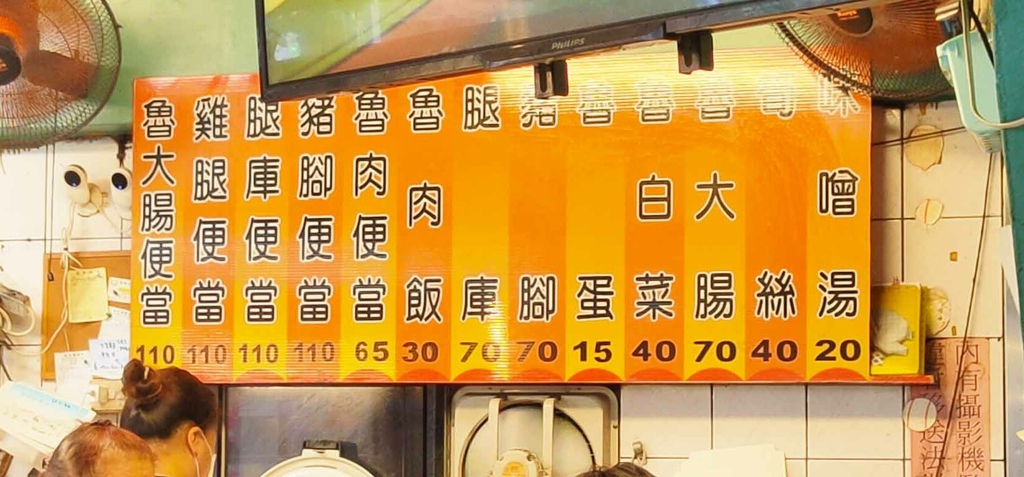 PHILIPS
味噌湯 20
筍絲 40
魯大腸 70
魯白菜 40
魯蛋 15
豬腳 70
腿庫 70
魯肉飯 30
魯肉便當 65
豬腳便當 110
腿庫便當 110
雞腿便當 110
魯大腸便當 110
內有攝影機
送法